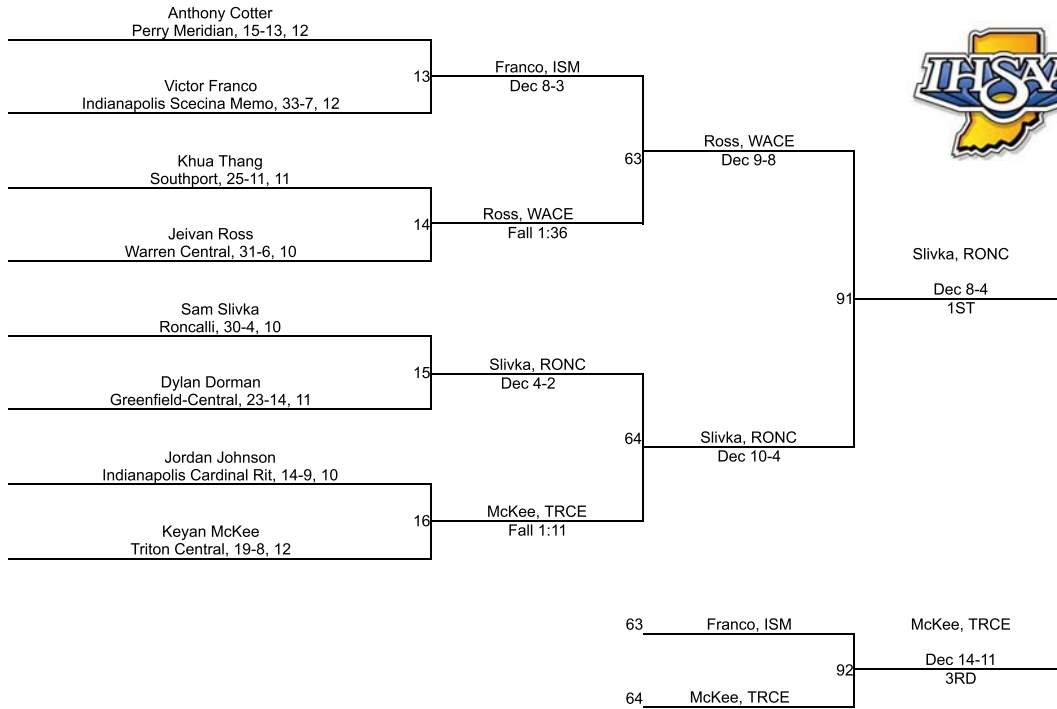 Anthony Cotter
Perry Meridian, 15-13, 12
13
Franco, ISM
Dec 8-3
Victor Franco
Indianapolis Scecina Memo, 33-7, 12
IHSAA
63
Ross, WACE
Dec 9-8
Khua Thang
Southport, 25-11, 11
14
Ross, WACE
Fall 1:36
Jeivan Ross
Warren Central, 31-6, 10
91
Slivka, RONC
Dec 8-4
1ST
Sam Slivka
Roncalli, 30-4, 10
15
Slivka, RONC
Dec 4-2
Dylan Dorman
Greenfield-Central, 23-14, 11
64
Slivka, RONC
Dec 10-4
Jordan Johnson
Indianapolis Cardinal Rit, 14-9, 10
16
McKee, TRCE
Fall 1:11
Keyan McKee
Triton Central, 19-8, 12
63
Franco, ISM
92
McKee, TRCE
Dec 14-11
3RD
64
McKee, TRCE